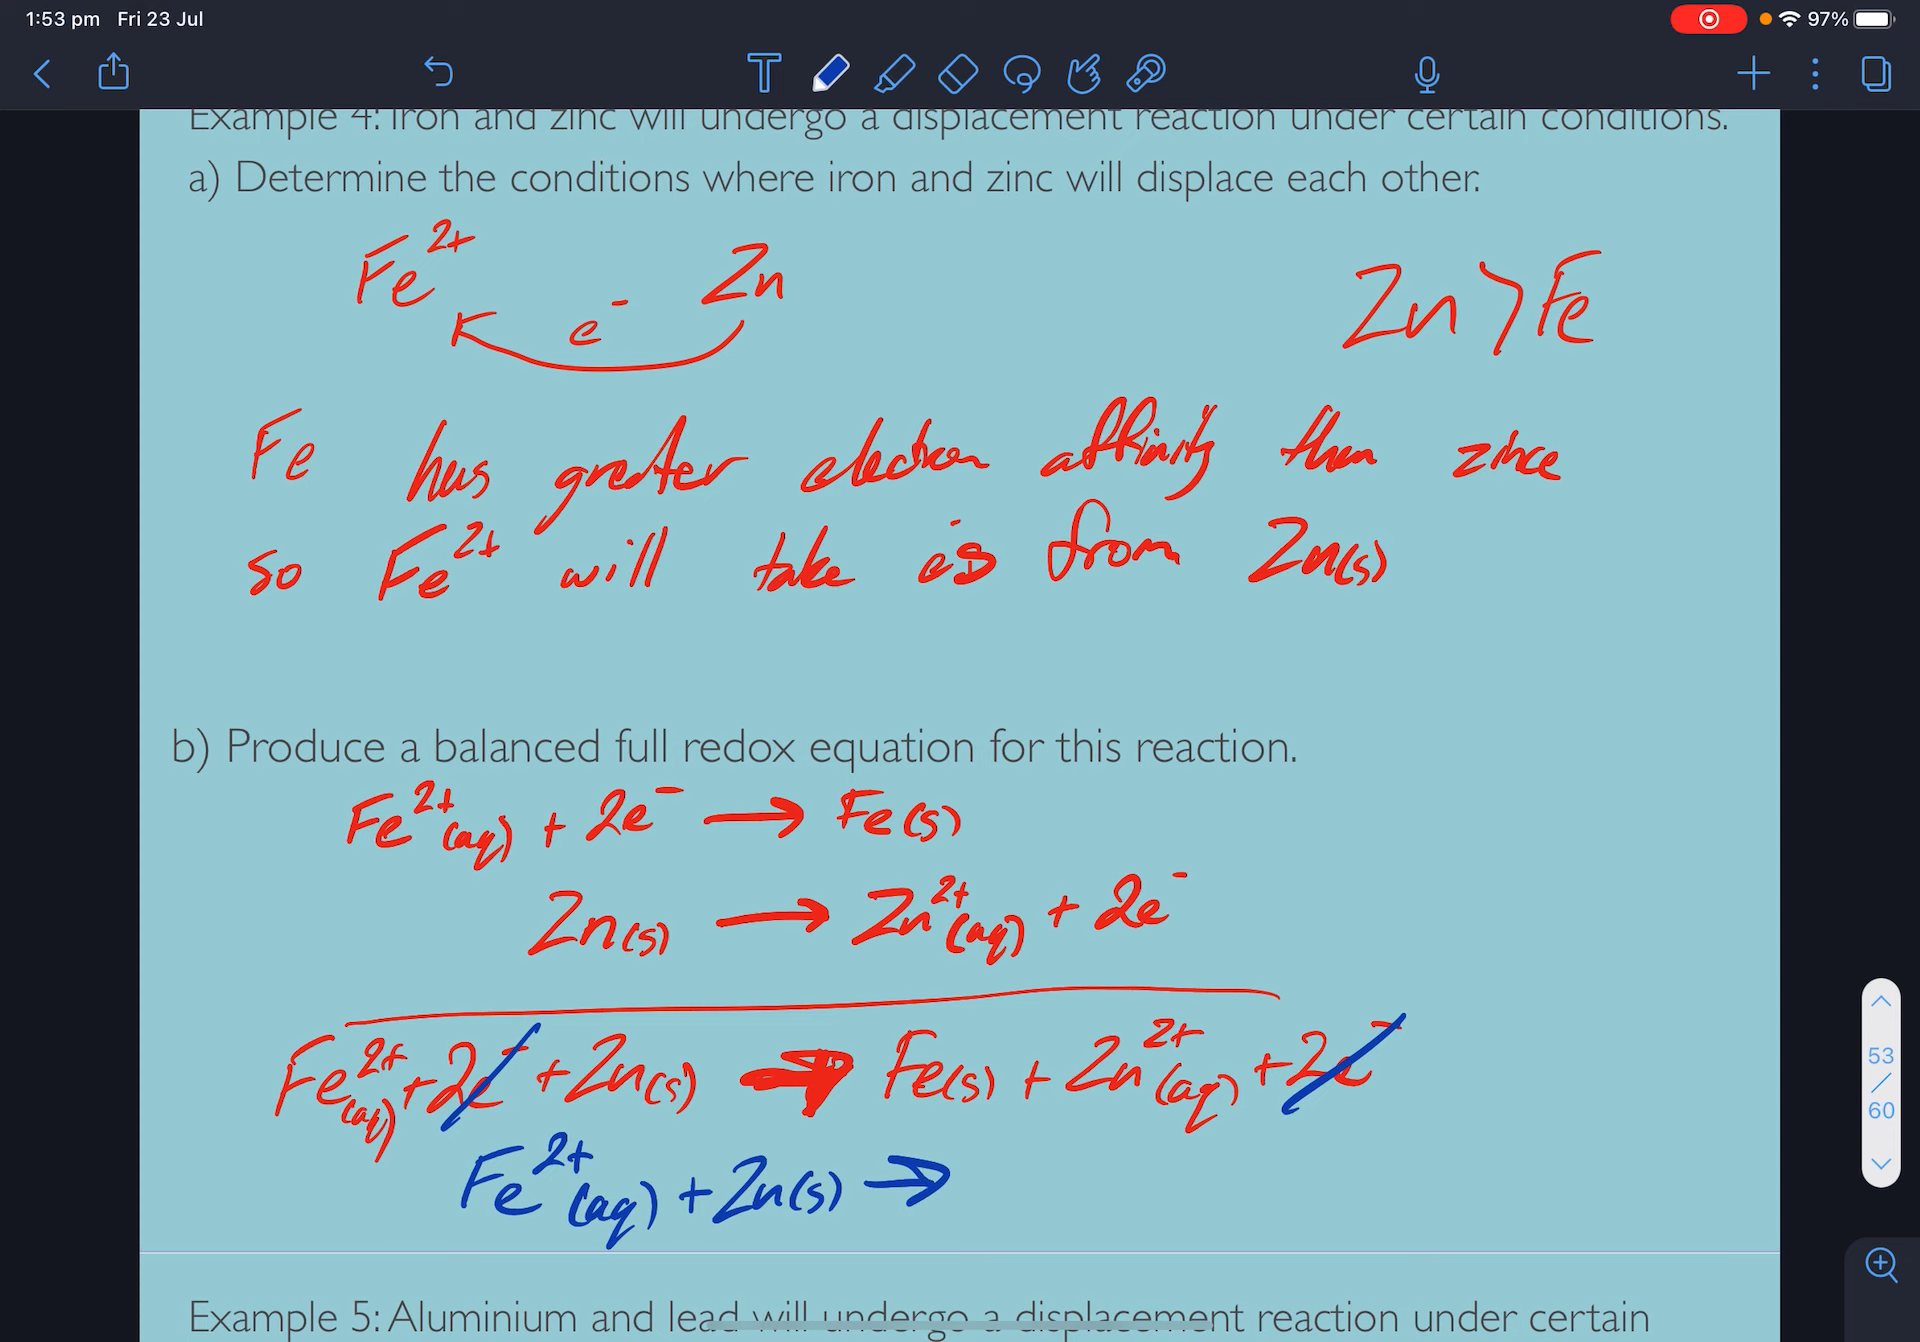 1:53 pm Fri 23 Jul 97%
Example 4: Iron and zinc will undergo a displacement reaction under certain conditions.
a) Determine the conditions where iron and zinc will displace each other.
Fe²⁺ e⁻ Zn Zn > Fe
Fe has greater electron affinity than zince
so Fe²⁺ will take e⁻s from Zn(s)
b) Produce a balanced full redox equation for this reaction.
Fe²⁺(aq) + 2e⁻ → Fe(s)
Zn(s) → Zn²⁺(aq) + 2e⁻
Fe²⁺(aq) + 2e⁻ + Zn(s) → Fe(s) + Zn²⁺(aq) + 2e⁻
Fe²⁺(aq) + Zn(s) →
53
/
60
Example 5: Aluminium and lead will undergo a displacement reaction under certain